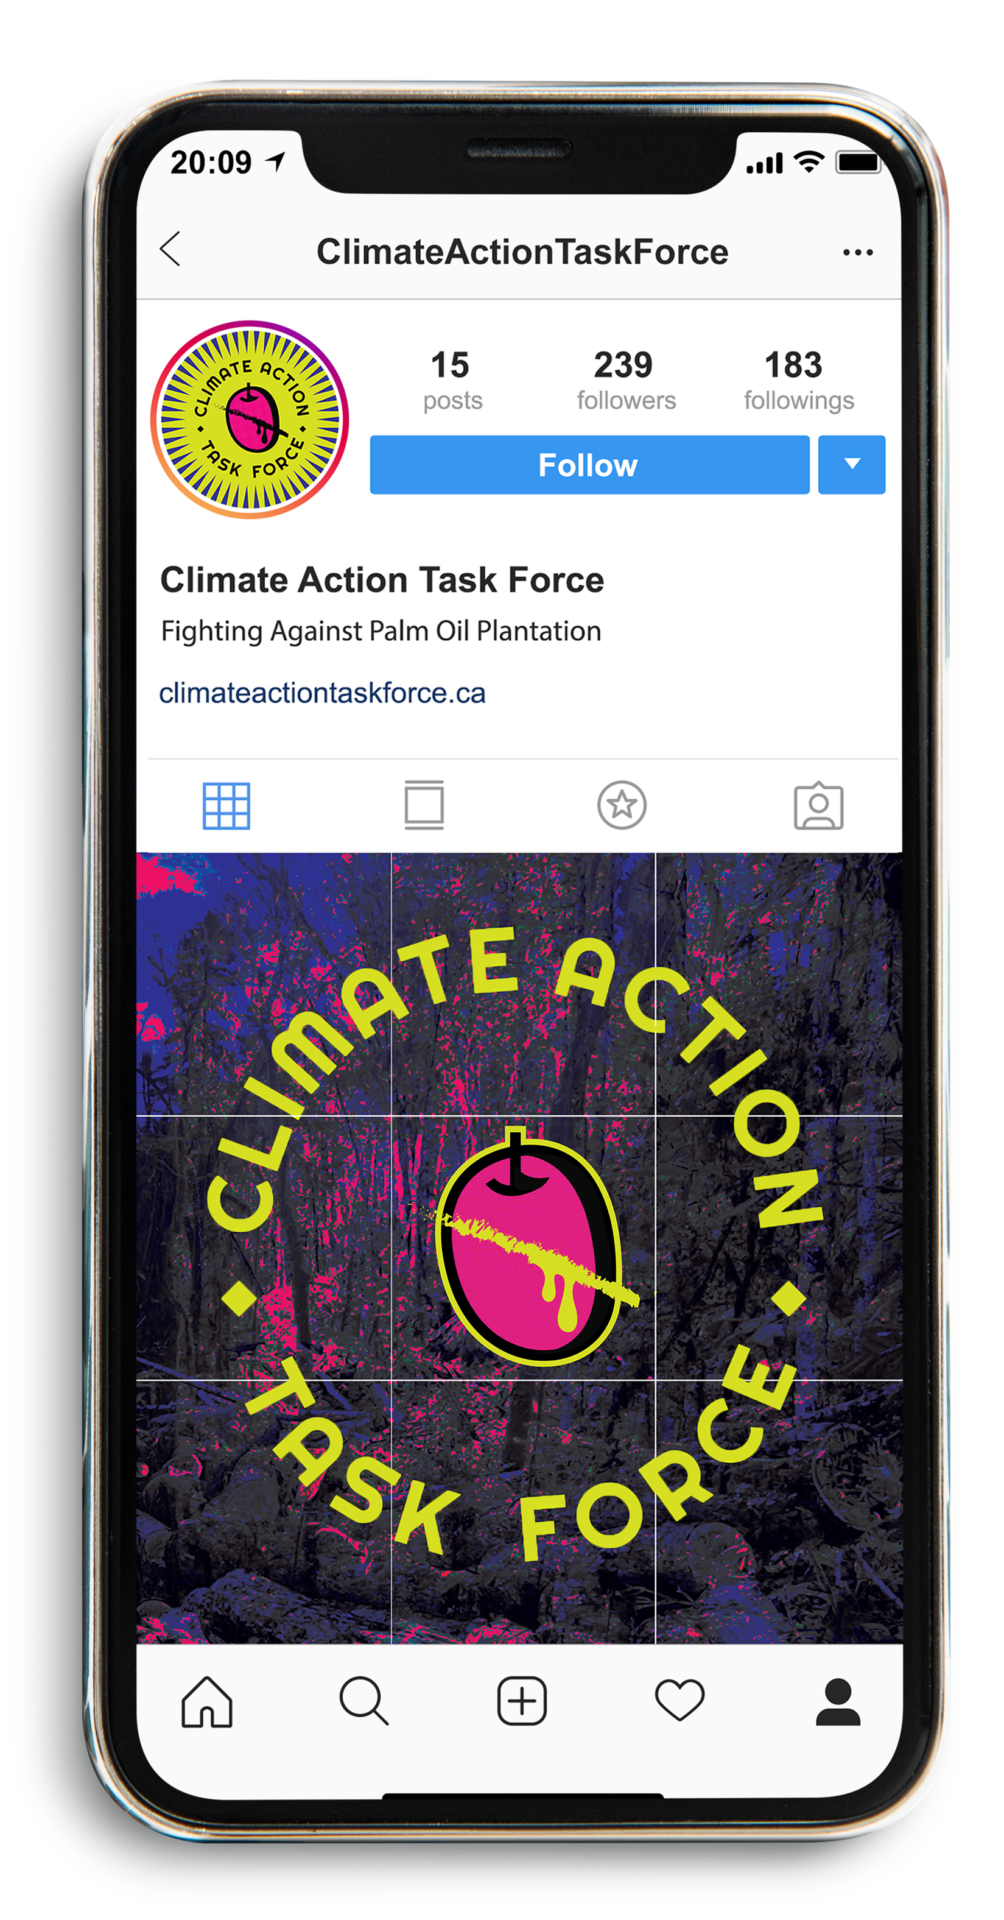 20:09
ClimateActionTaskForce
CLIMATE ACTION
TASK FORCE
15 239 183
posts followers followings
Follow
Climate Action Task Force
Fighting Against Palm Oil Plantation
climateactiontaskforce.ca
CLIMATE ACTION
TASK FORCE